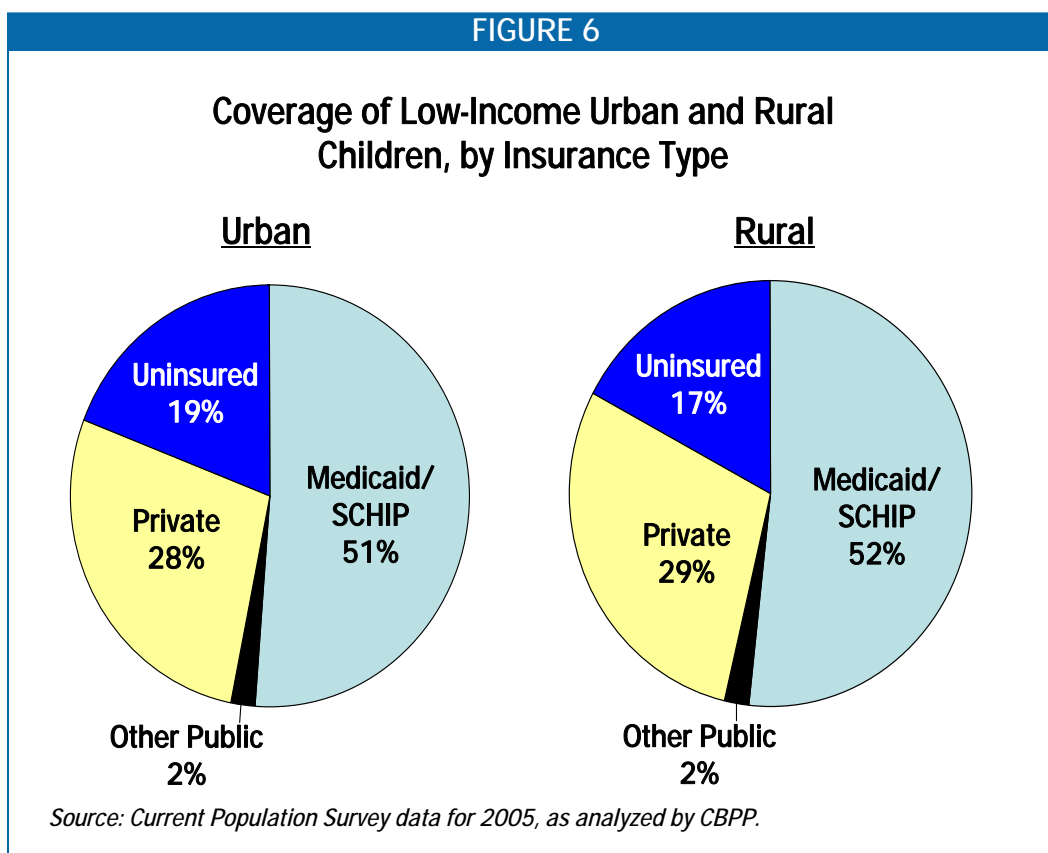 FIGURE 6
Coverage of Low-Income Urban and Rural
Children, by Insurance Type
Urban
Uninsured
19%
Private
28%
Medicaid/
SCHIP
51%
Other Public
2%
Rural
Uninsured
17%
Private
29%
Medicaid/
SCHIP
52%
Other Public
2%
Source: Current Population Survey data for 2005, as analyzed by CBPP.